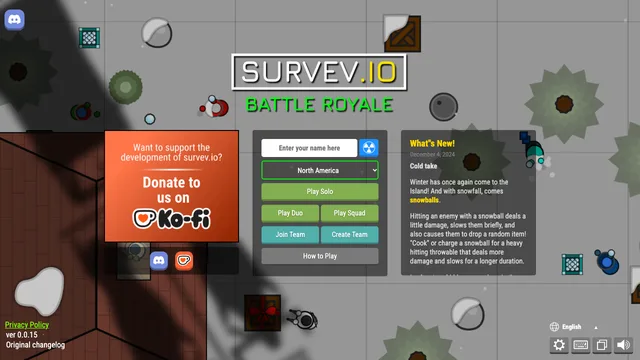 SURVEV.IO
BATTLE ROYALE
Want to support the
development of survev.io?
Donate to
us on
Ko-fi
Enter your name here
North America
Play Solo
Play Duo
Play Squad
Join Team
Create Team
How to Play
What"s New!
December 4, 2024
Cold take
Winter has once again come to the
Island! And with snowfall, comes
snowballs.
Hitting an enemy with a snowball deals a
little damage, slows them briefly, and
also causes them to drop a random item!
"Cook" or charge a snowball for a heavy
hitting throwable that deals more
damage and slows for a longer duration.
Privacy Policy
ver 0.0.15
Original changelog
English